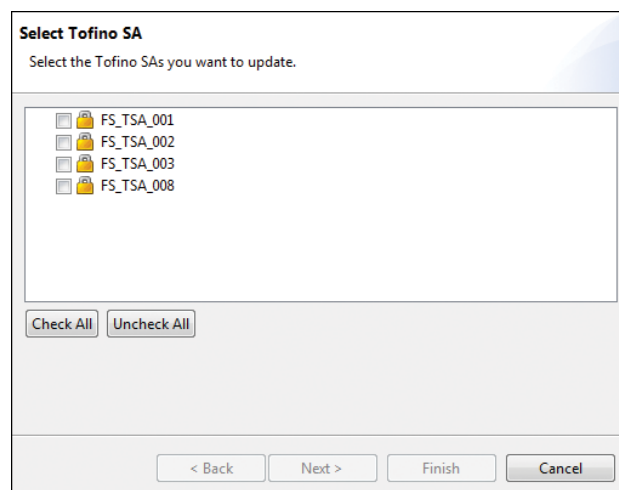 Select Tofino SA
Select the Tofino SAs you want to update.
FS_TSA_001
FS_TSA_002
FS_TSA_003
FS_TSA_008
Check All Uncheck All
< Back Next > Finish Cancel